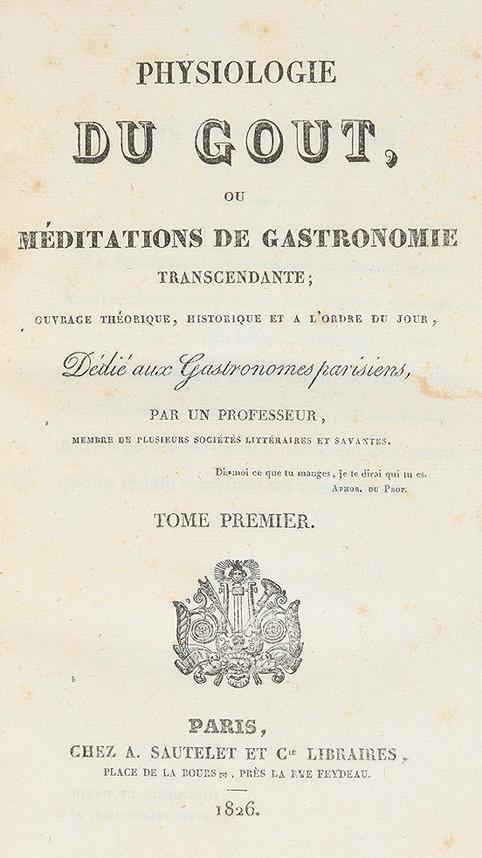 PHYSIOLOGIE
DU GOUT,
OU
MÉDITATIONS DE GASTRONOMIE
TRANSCENDANTE;
OUVRAGE THÉORIQUE, HISTORIQUE ET A L'ORDRE DU JOUR,
Dédié aux Gastronomes parisiens,
PAR UN PROFESSEUR,
MEMBRE DE PLUSIEURS SOCIÉTÉS LITTÉRAIRES ET SAVANTES.
Dis-moi ce que tu manges, je te dirai qui tu es.
APHOR. DU PROF.
TOME PREMIER.
PARIS,
CHEZ A. SAUTELET ET Cie LIBRAIRES,
PLACE DE LA BOURSE, PRÈS LA RUE FEYDEAU.
1826.